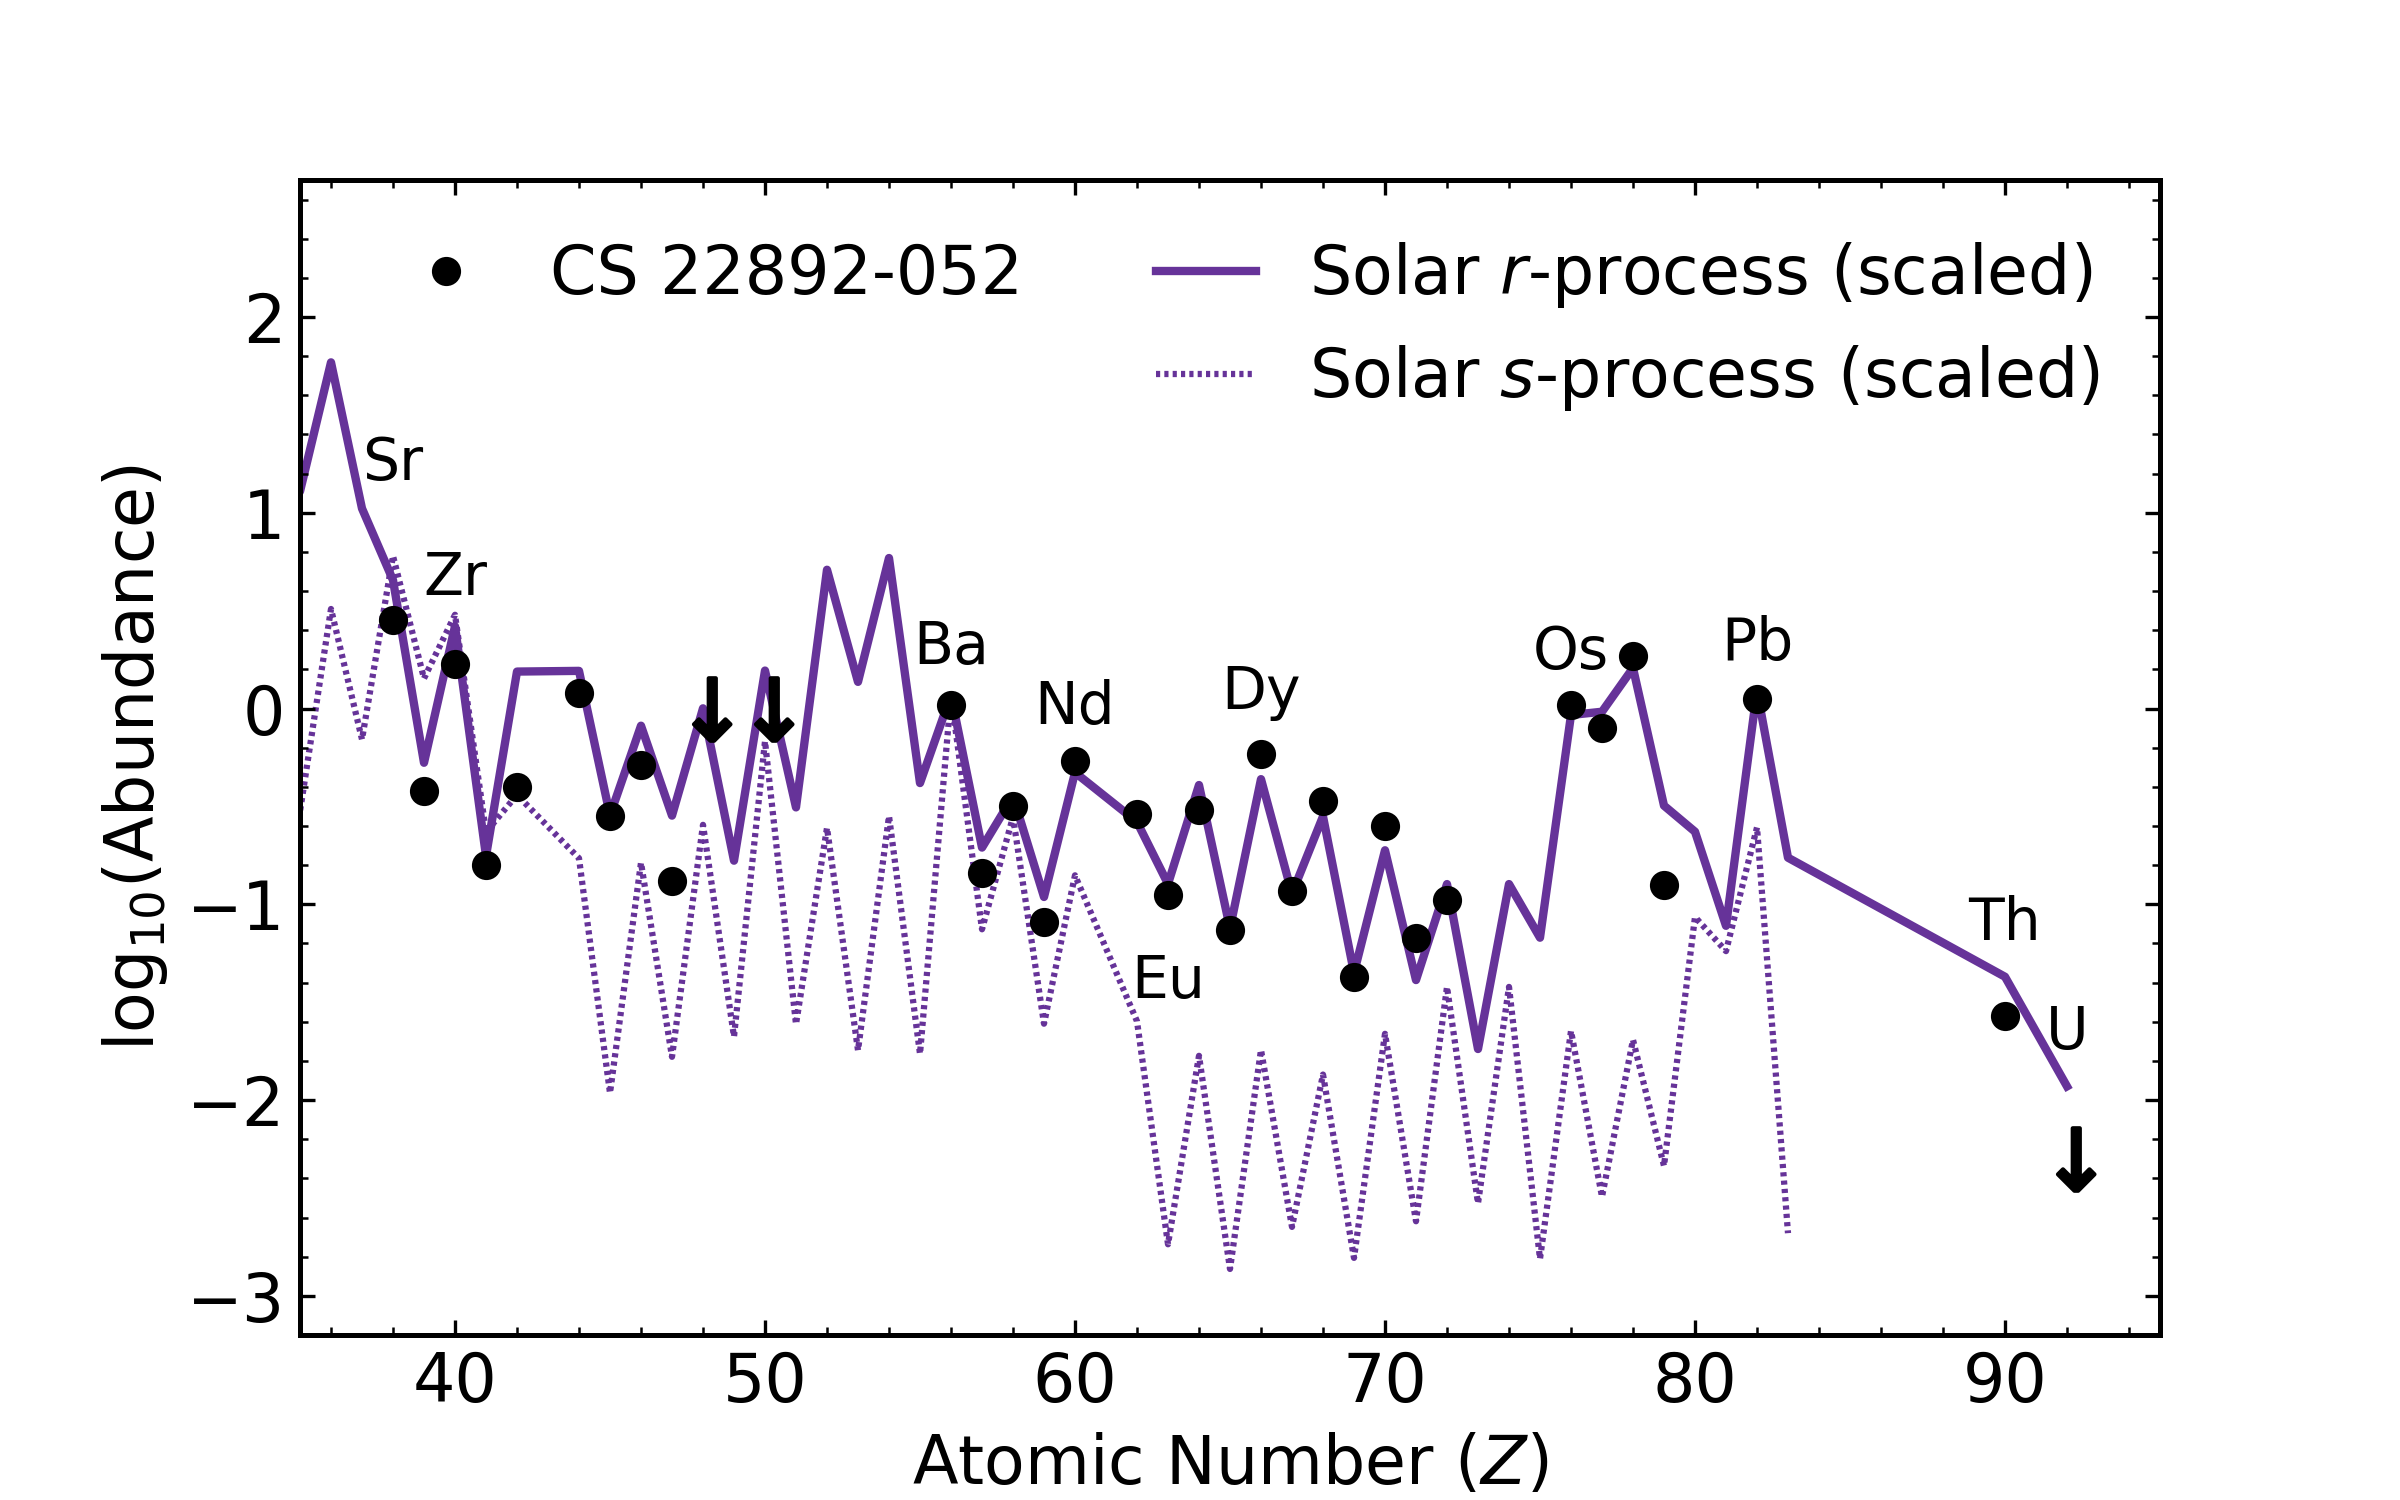 CS 22892-052
Solar r-process (scaled)
Solar s-process (scaled)
log10(Abundance)
2
1
0
−1
−2
−3
Sr
Zr
Ba
Nd
Eu
Dy
Os
Pb
Th
U
40 50 60 70 80 90
Atomic Number (Z)